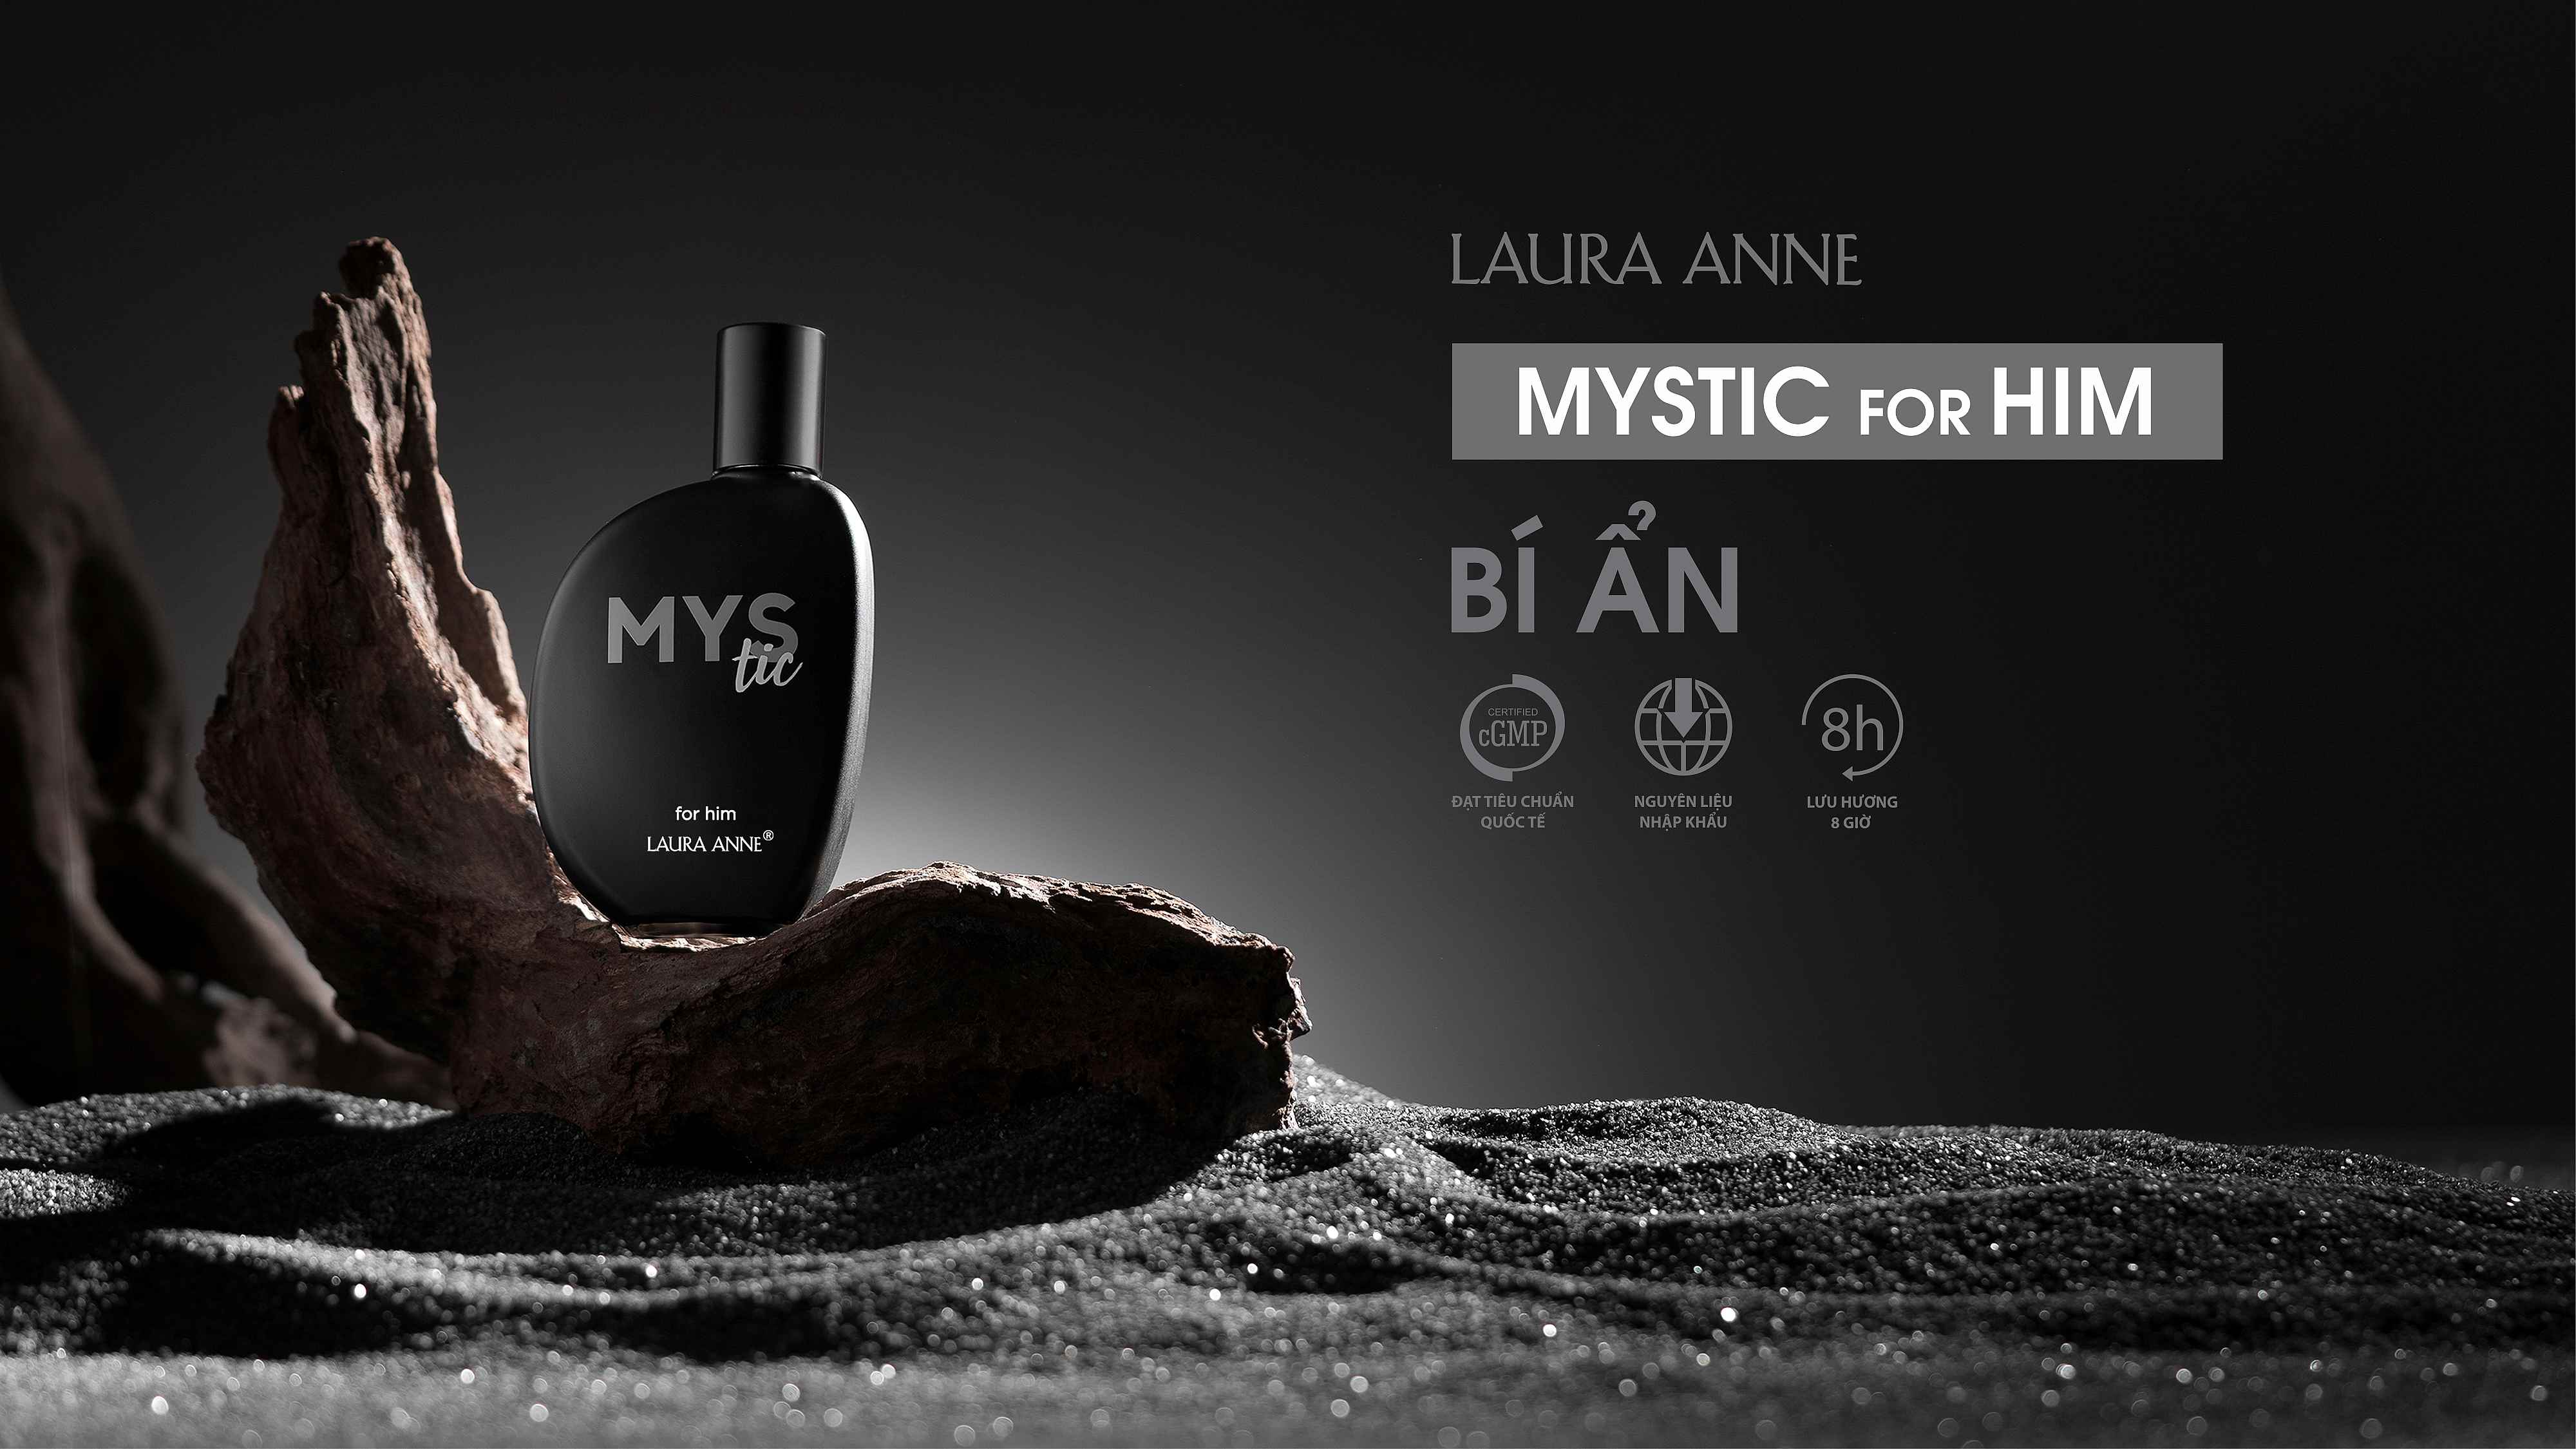 LAURA ANNE
MYSTIC FOR HIM
BÍ ẨN
CERTIFIED
cGMP
8h
ĐẠT TIÊU CHUẨN
QUỐC TẾ
NGUYÊN LIỆU
NHẬP KHẨU
LƯU HƯƠNG
8 GIỜ
MYS
tic
for him
LAURA ANNE®